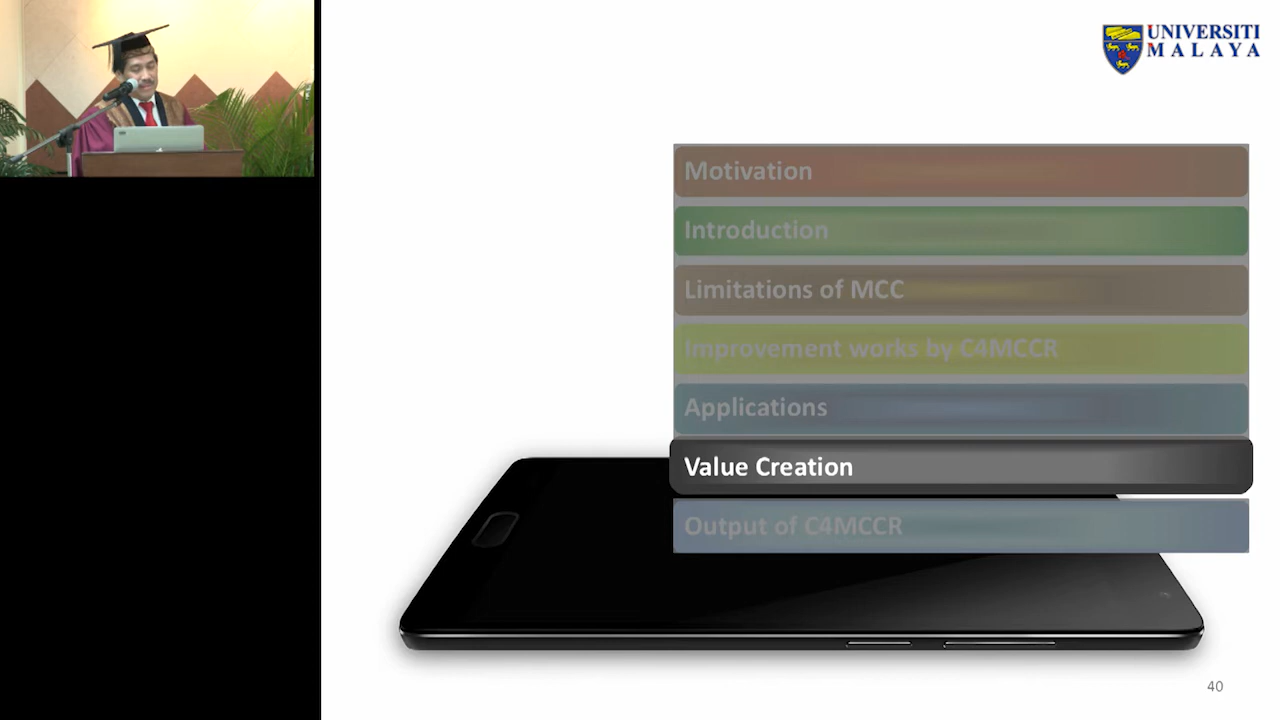 UNIVERSITI
MALAYA
Motivation
Introduction
Limitations of MCC
Improvement works by C4MCCR
Applications
Value Creation
Output of C4MCCR
40